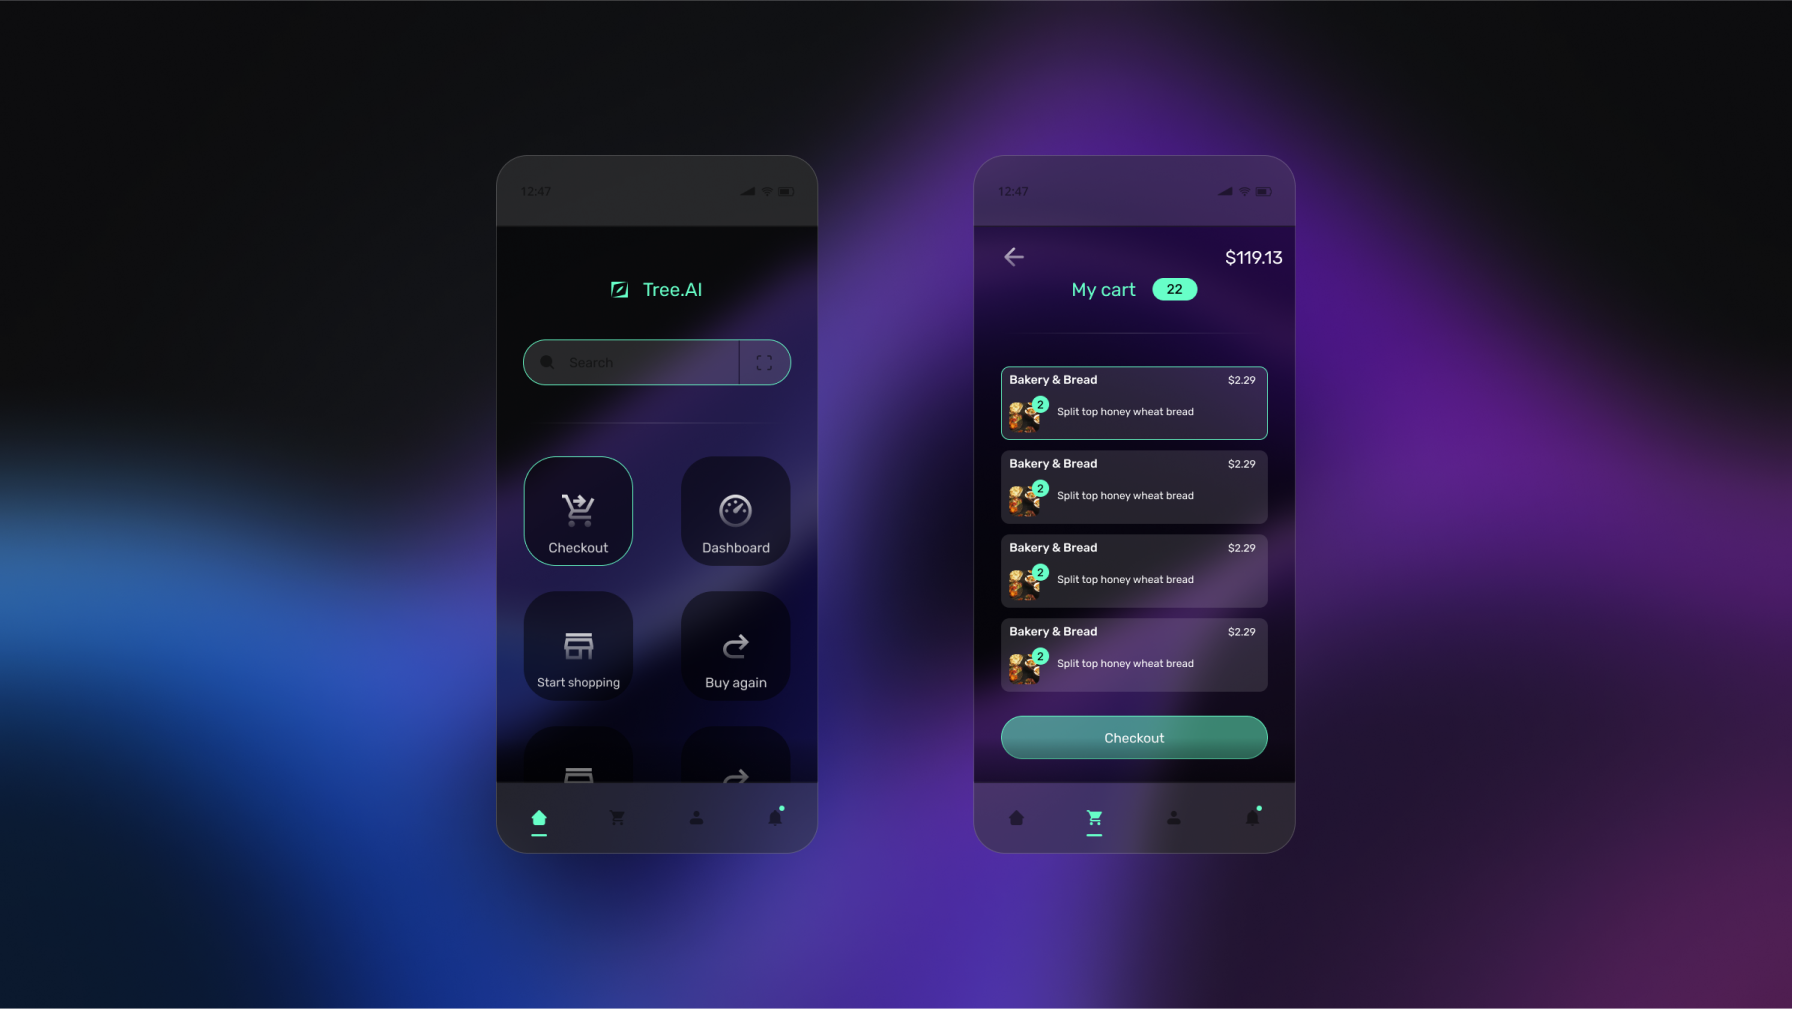 12:47
Tree.AI
Search
Checkout
Dashboard
Start shopping
Buy again
12:47
$119.13
My cart 22
Bakery & Bread $2.29
2
Split top honey wheat bread
Bakery & Bread $2.29
2
Split top honey wheat bread
Bakery & Bread $2.29
2
Split top honey wheat bread
Bakery & Bread $2.29
2
Split top honey wheat bread
Checkout